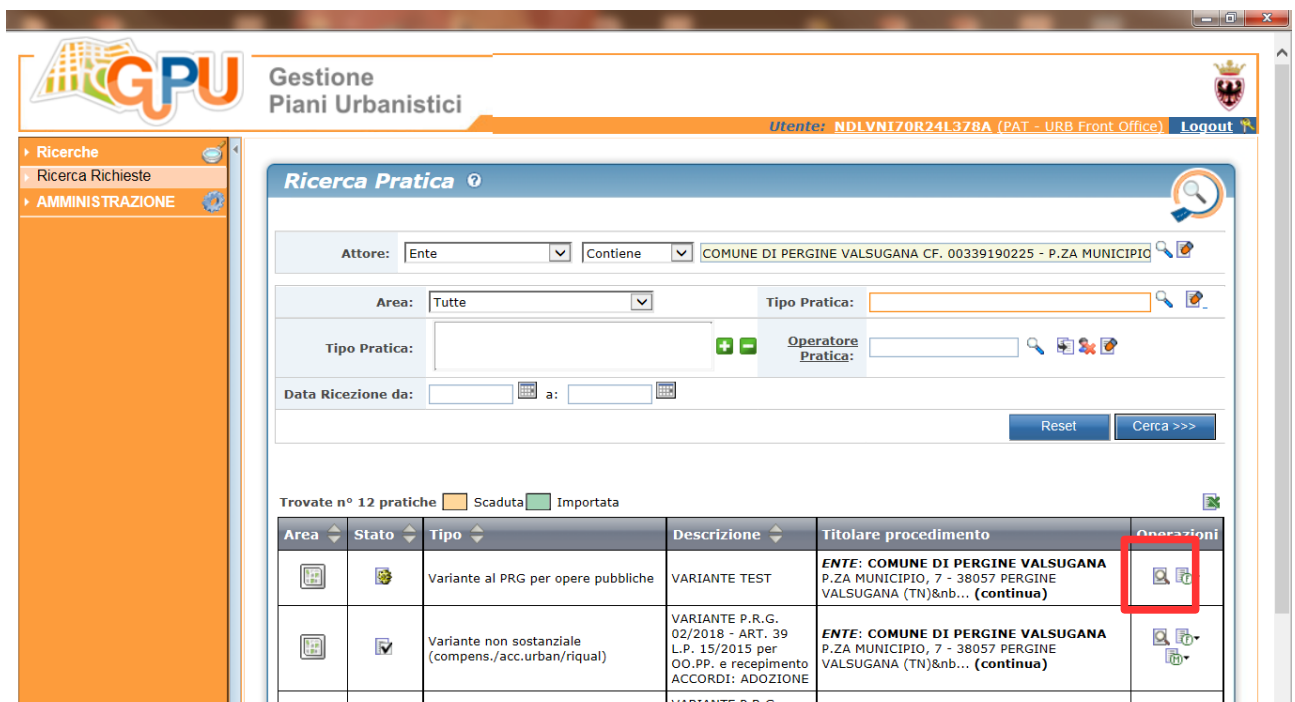 GPU
Gestione
Piani Urbanistici
Utente: NDLVNI70R24L378A (PAT - URB Front Office) Logout
Ricerche
Ricerca Richieste
AMMINISTRAZIONE
Ricerca Pratica
Attore: Ente Contiene COMUNE DI PERGINE VALSUGANA CF. 00339190225 - P.ZA MUNICIPIO
Area: Tutte Tipo Pratica:
Tipo Pratica: Operatore
Pratica:
Data Ricezione da: a:
Reset Cerca >>>
Trovate n° 12 pratiche Scaduta Importata
Area Stato Tipo Descrizione Titolare procedimento Operazioni
Variante al PRG per opere pubbliche VARIANTE TEST ENTE: COMUNE DI PERGINE VALSUGANA
P.ZA MUNICIPIO, 7 - 38057 PERGINE
VALSUGANA (TN)&nb... (continua)
VARIANTE P.R.G.
02/2018 - ART. 39
L.P. 15/2015 per
OO.PP. e recepimento
ACCORDI: ADOZIONE
Variante non sostanziale
(compens./acc.urban/riqual)
ENTE: COMUNE DI PERGINE VALSUGANA
P.ZA MUNICIPIO, 7 - 38057 PERGINE
VALSUGANA (TN)&nb... (continua)